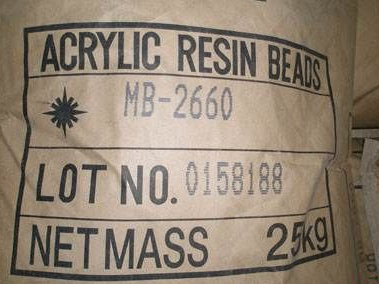 ACRYLIC RESIN BEADS
MB-2660
LOT NO. 0158188
NET MASS 25kg